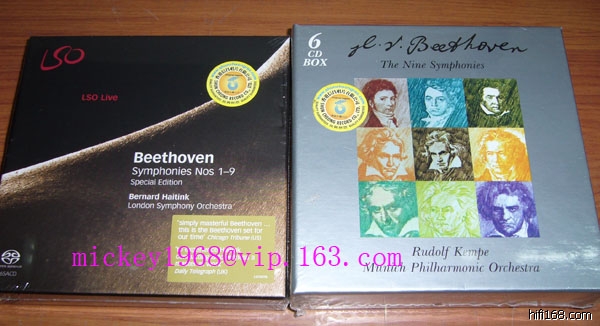 LSO
LSO Live
Beethoven
Symphonies Nos 1–9
Special Edition
Bernard Haitink
London Symphony Orchestra
"simply masterful Beethoven ...
this is the Beethoven set for
our time" Chicago Tribune (US)
Daily Telegraph (UK)
6
CD
BOX
L. v. Beethoven
The Nine Symphonies
Rudolf Kempe
Munich Philharmonic Orchestra
mickey1968@vip.163.com
hifi168.com